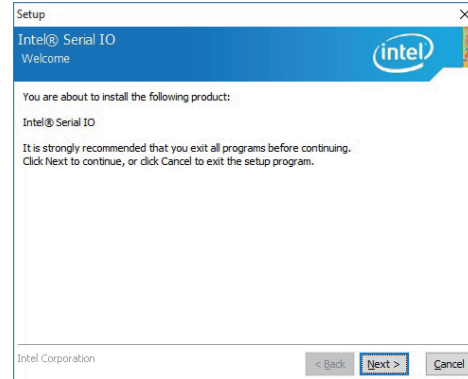 Setup
Intel® Serial IO
Welcome
intel
You are about to install the following product:
Intel® Serial IO
It is strongly recommended that you exit all programs before continuing.
Click Next to continue, or click Cancel to exit the setup program.
Intel Corporation
< Back
Next >
Cancel